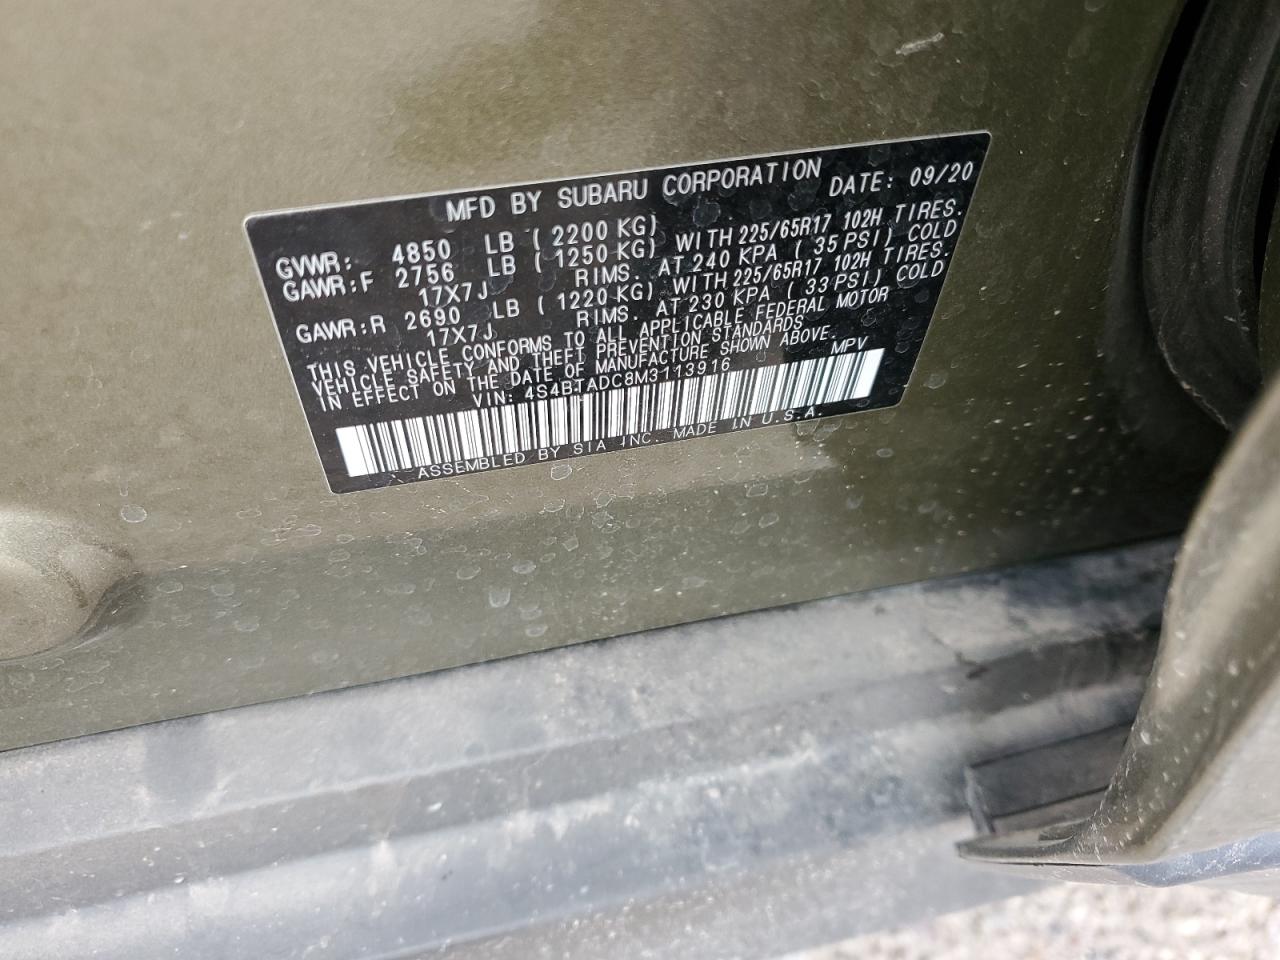 MFD BY SUBARU CORPORATION DATE: 09/20
GVWR: 4850 LB ( 2200 KG)
GAWR:F 2756 LB ( 1250 KG) WITH 225/65R17 102H TIRES.
17X7J RIMS. AT 240 KPA ( 35 PSI) COLD
GAWR:R 2690 LB ( 1220 KG) WITH 225/65R17 102H TIRES.
17X7J RIMS. AT 230 KPA ( 33 PSI) COLD
THIS VEHICLE CONFORMS TO ALL APPLICABLE FEDERAL MOTOR
VEHICLE SAFETY AND THEFT PREVENTION STANDARDS
IN EFFECT ON THE DATE OF MANUFACTURE SHOWN ABOVE.
VIN: 4S4BTADC8M3113916 MPV
ASSEMBLED BY SIA INC. MADE IN U.S.A.